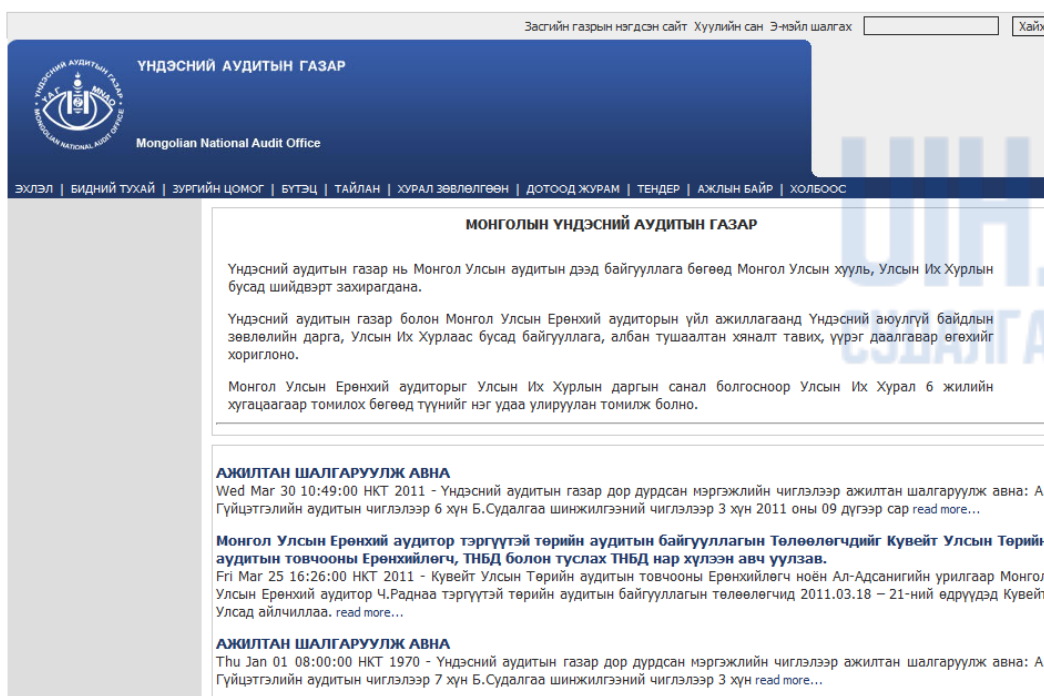 Засгийн газрын нэгдсэн сайт Хуулийн сан Э-мэйл шалгах
ҮНДЭСНИЙ АУДИТЫН ГАЗАР
ҮНДЭСНИЙ АУДИТЫН ГАЗАР
ҮАГ MNAO
MONGOLIAN NATIONAL AUDIT OFFICE
Mongolian National Audit Office
ЭХЛЭЛ | БИДНИЙ ТУХАЙ | ЗУРГИЙН ЦОМОГ | БҮТЭЦ | ТАЙЛАН | ХУРАЛ ЗӨВЛӨЛГӨӨН | ДОТООД ЖУРАМ | ТЕНДЕР | АЖЛЫН БАЙР | ХОЛБООС
МОНГОЛЫН ҮНДЭСНИЙ АУДИТЫН ГАЗАР
Үндэсний аудитын газар нь Монгол Улсын аудитын дээд байгууллага бөгөөд Монгол Улсын хууль, Улсын Их Хурлын
бусад шийдвэрт захирагдана.
Үндэсний аудитын газар болон Монгол Улсын Ерөнхий аудиторын үйл ажиллагаанд Үндэсний аюулгүй байдлын
зөвлөлийн дарга, Улсын Их Хурлаас бусад байгууллага, албан тушаалтан хяналт тавих, үүрэг даалгавар өгөхийг
хориглоно.
Монгол Улсын Ерөнхий аудиторыг Улсын Их Хурлын даргын санал болгосноор Улсын Их Хурал 6 жилийн
хугацаагаар томилох бөгөөд түүнийг нэг удаа улируулан томилж болно.
АЖИЛТАН ШАЛГАРУУЛЖ АВНА
Wed Mar 30 10:49:00 HKT 2011 - Үндэсний аудитын газар дор дурдсан мэргэжлийн чиглэлээр ажилтан шалгаруулж авна: А
Гүйцэтгэлийн аудитын чиглэлээр 6 хүн Б.Судалгаа шинжилгээний чиглэлээр 3 хүн 2011 оны 09 дүгээр сар read more...
Монгол Улсын Ерөнхий аудитор тэргүүтэй төрийн аудитын байгууллагын Төлөөлөгчдийг Кувейт Улсын Төрийн
аудитын товчооны Ерөнхийлөгч, ТНБД болон туслах ТНБД нар хүлээн авч уулзав.
Fri Mar 25 16:26:00 HKT 2011 - Кувейт Улсын Төрийн аудитын товчооны Ерөнхийлөгч ноён Ал-Адсанигийн урилгаар Монгол
Улсын Ерөнхий аудитор Ч.Раднаа тэргүүтэй төрийн аудитын байгууллагын төлөөлөгчид 2011.03.18 – 21-ний өдрүүдэд Кувейт
Улсад айлчиллаа. read more...
АЖИЛТАН ШАЛГАРУУЛЖ АВНА
Thu Jan 01 08:00:00 HKT 1970 - Үндэсний аудитын газар дор дурдсан мэргэжлийн чиглэлээр ажилтан шалгаруулж авна: А
Гүйцэтгэлийн аудитын чиглэлээр 7 хүн Б.Судалгаа шинжилгээний чиглэлээр 3 хүн read more...